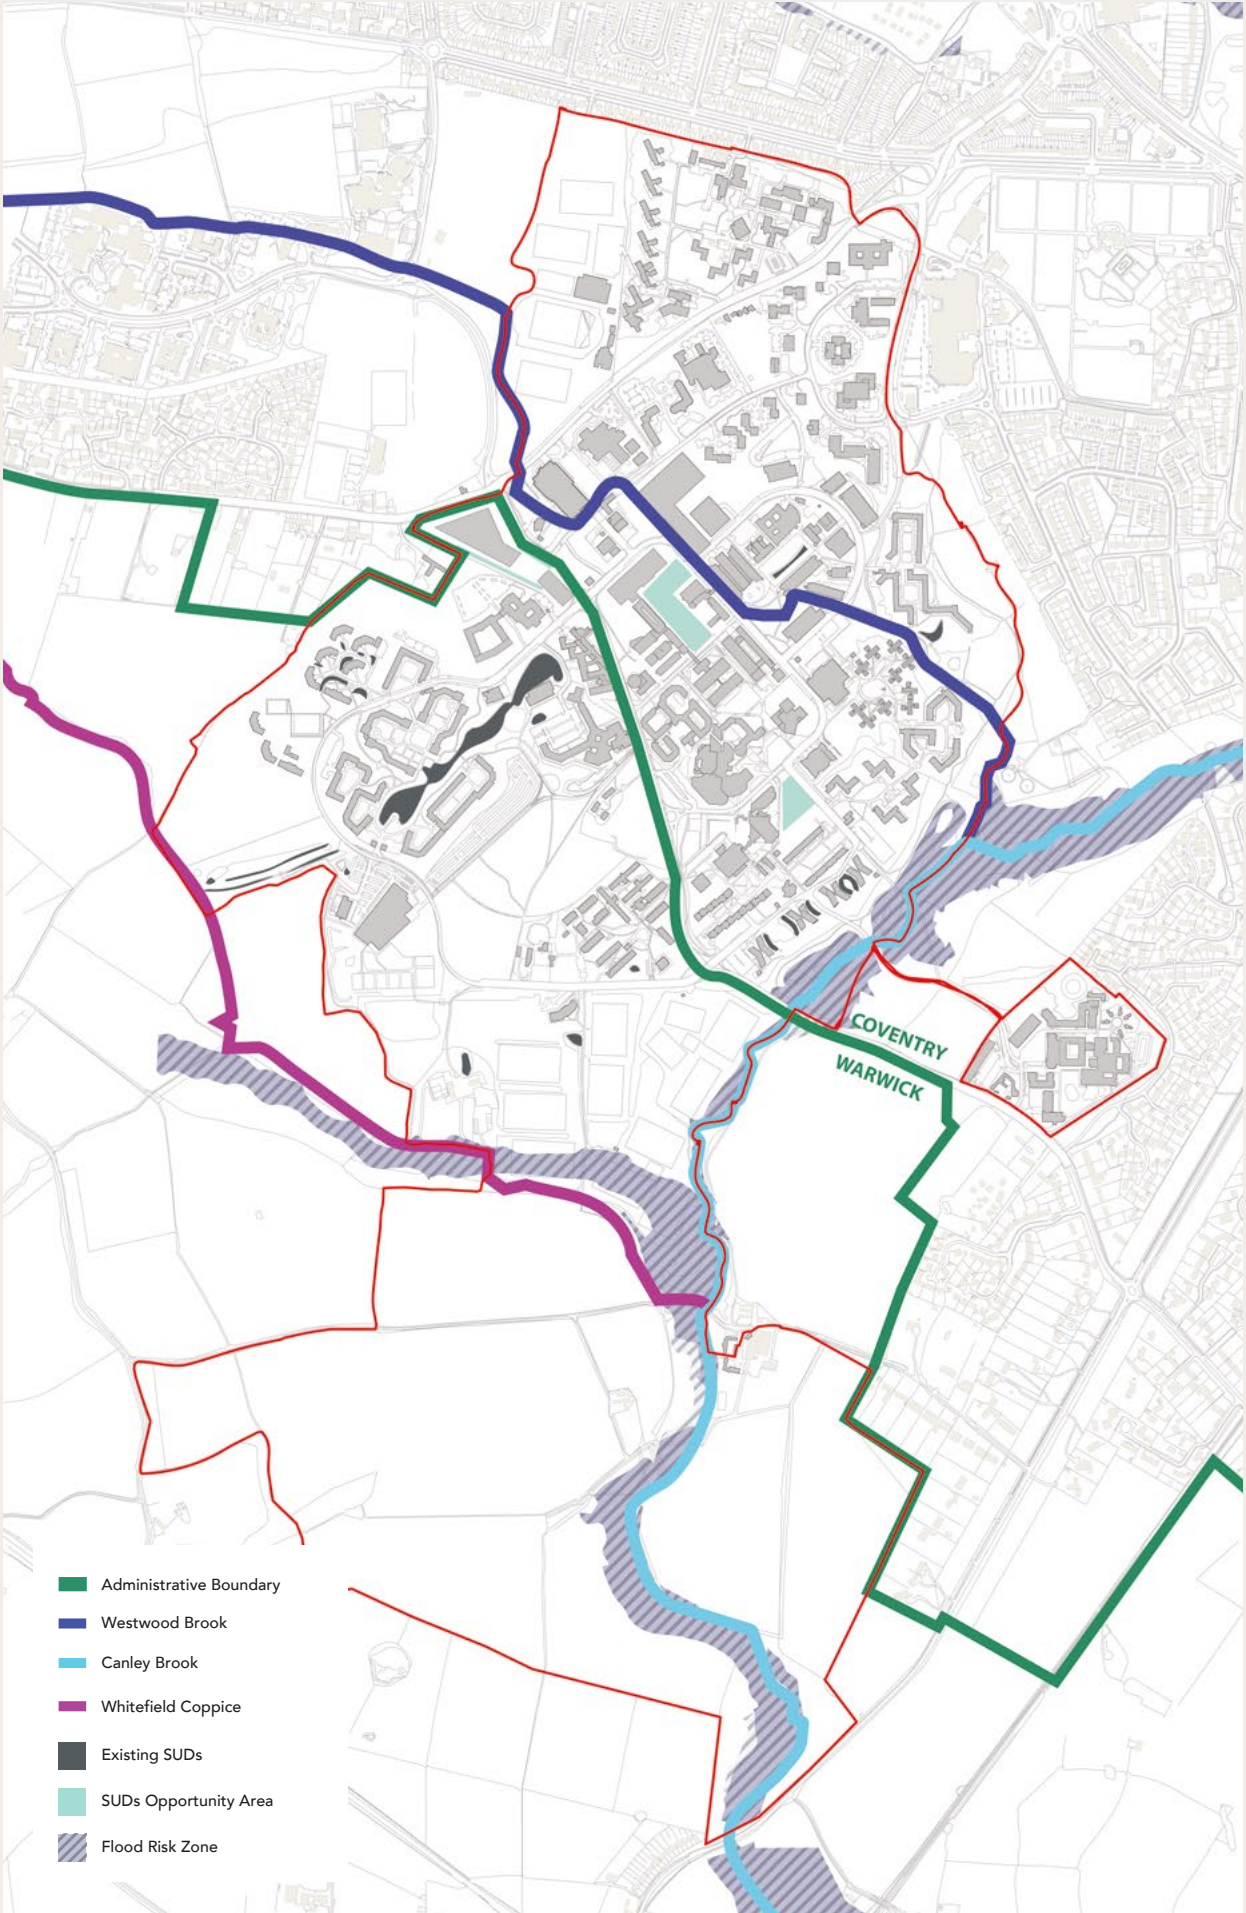 COVENTRY
WARWICK
Administrative Boundary
Westwood Brook
Canley Brook
Whitefield Coppice
Existing SUDs
SUDs Opportunity Area
Flood Risk Zone